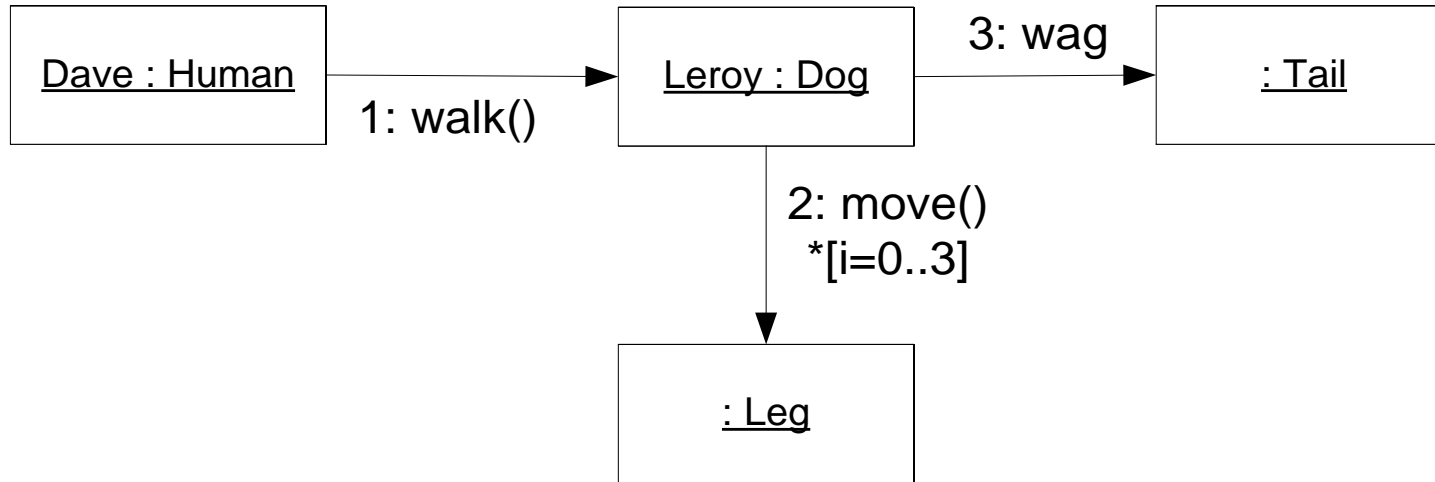 Dave : Human
1: walk()
Leroy : Dog
3: wag
: Tail
2: move()
*[i=0..3]
: Leg